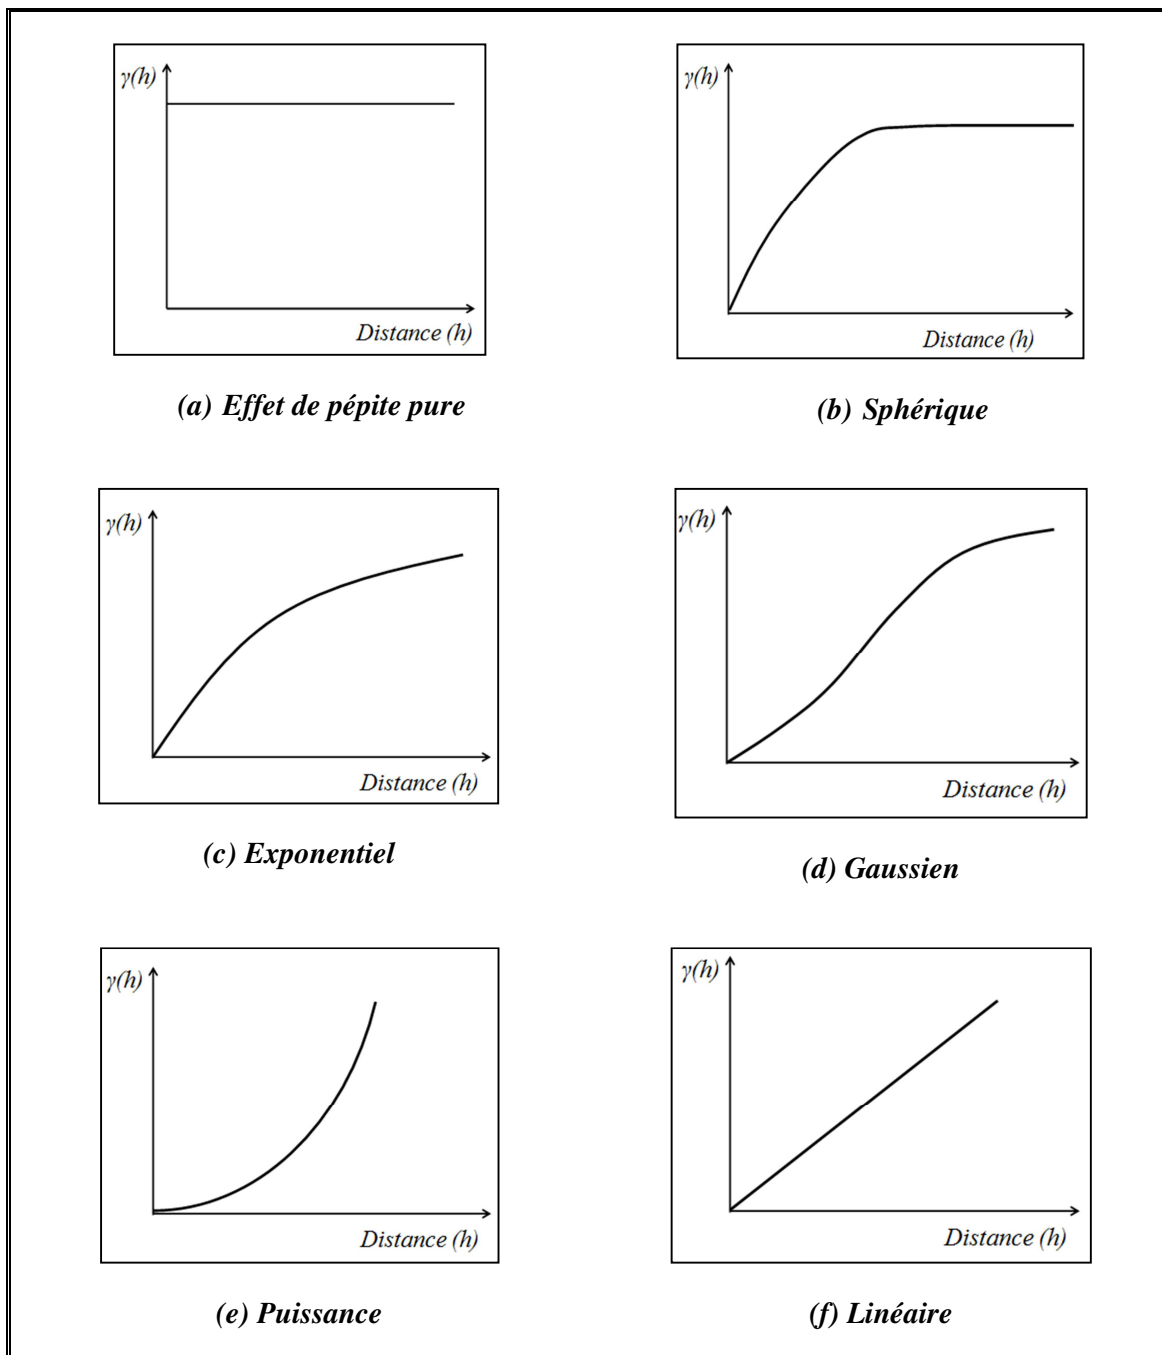 γ(h)
Distance (h)
(a) Effet de pépite pure
γ(h)
Distance (h)
(b) Sphérique
γ(h)
Distance (h)
(c) Exponentiel
γ(h)
Distance (h)
(d) Gaussien
γ(h)
Distance (h)
(e) Puissance
γ(h)
Distance (h)
(f) Linéaire